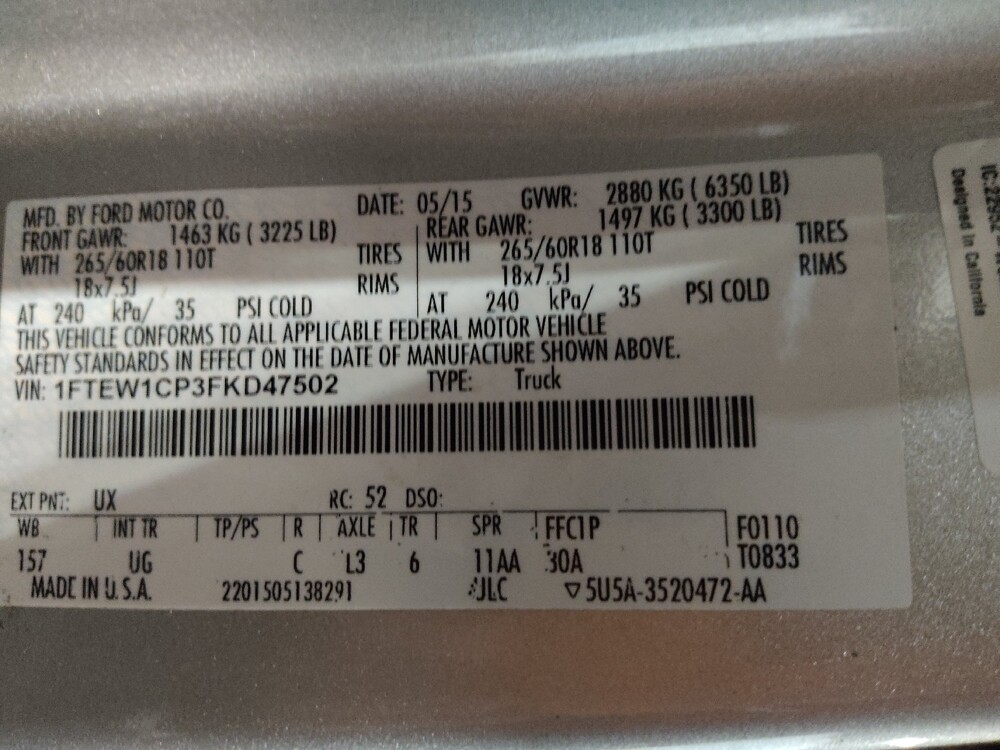 MFD. BY FORD MOTOR CO. DATE: 05/15 GVWR: 2880 KG ( 6350 LB)
FRONT GAWR: 1463 KG ( 3225 LB) REAR GAWR: 1497 KG ( 3300 LB)
WITH 265/60R18 110T TIRES WITH 265/60R18 110T TIRES
18x7.5J RIMS 18x7.5J RIMS
AT 240 kPa/ 35 PSI COLD AT 240 kPa/ 35 PSI COLD
THIS VEHICLE CONFORMS TO ALL APPLICABLE FEDERAL MOTOR VEHICLE
SAFETY STANDARDS IN EFFECT ON THE DATE OF MANUFACTURE SHOWN ABOVE.
VIN: 1FTEW1CP3FKD47502 TYPE: Truck
EXT PNT: UX RC: 52 DSO:
WB INT TR TP/PS R AXLE TR SPR FFC1P F0110
157 UG C L3 6 11AA 30A T0833
MADE IN U.S.A. 2201505138291 JLC ▽5U5A-3520472-AA
Designed in California